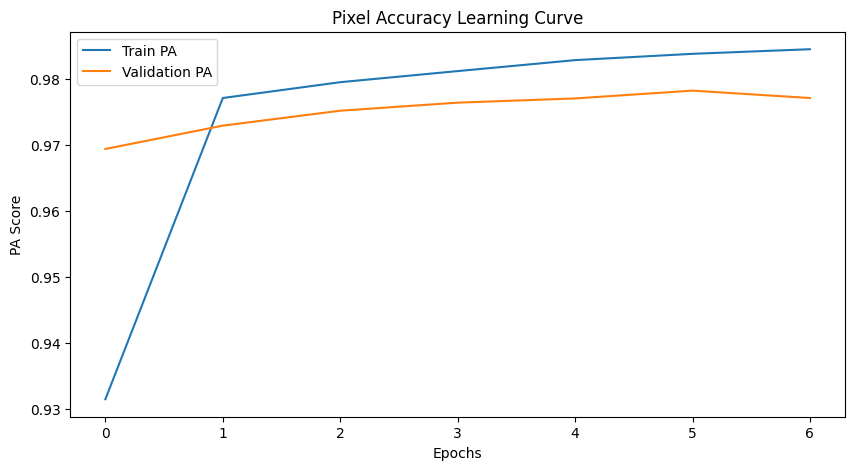 Pixel Accuracy Learning Curve
Train PA
Validation PA
PA Score
0.98
0.97
0.96
0.95
0.94
0.93
0 1 2 3 4 5 6
Epochs